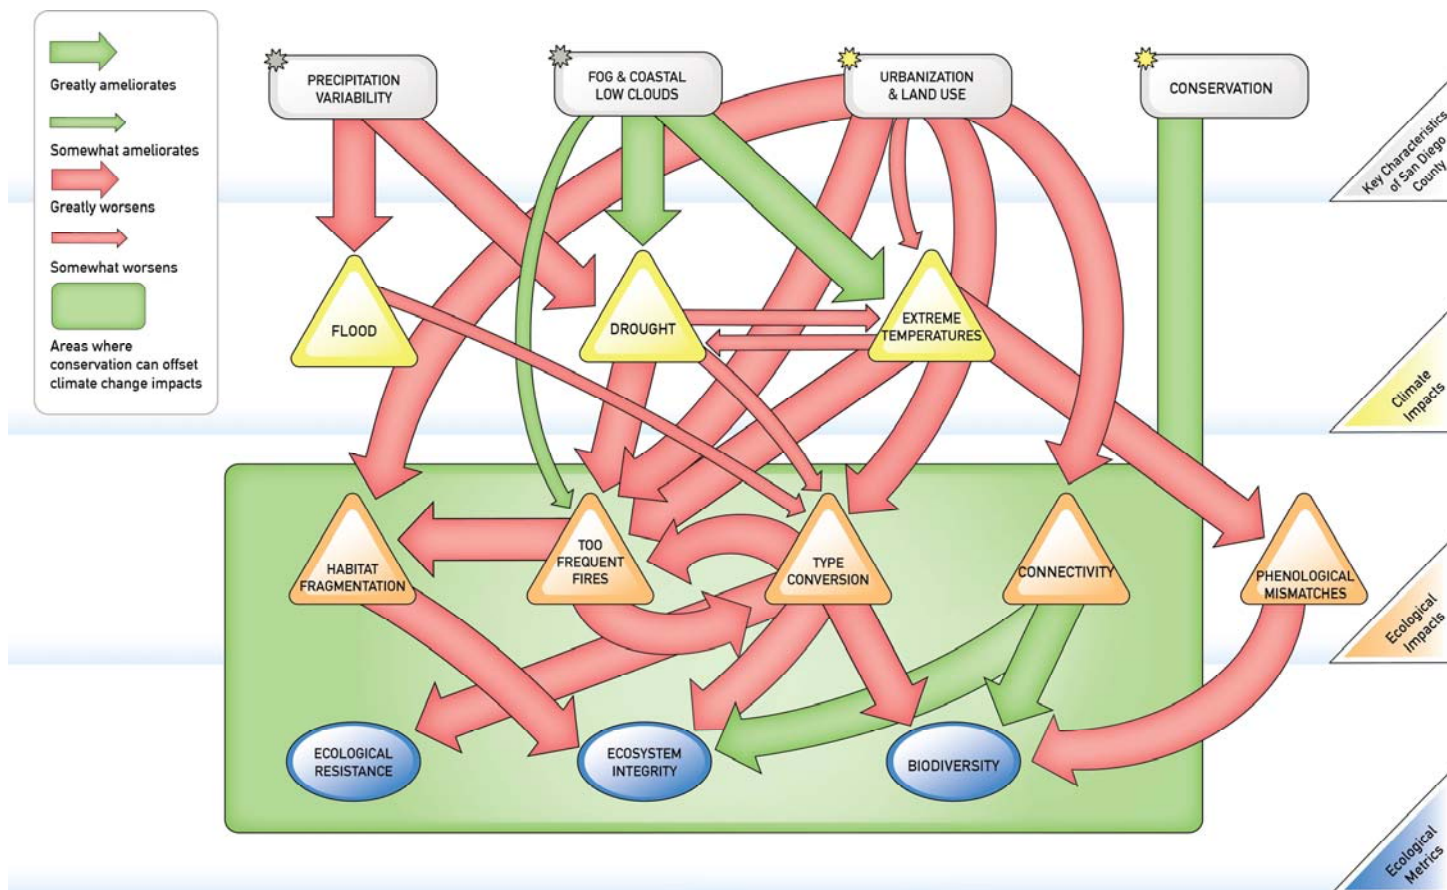 Greatly ameliorates
Somewhat ameliorates
Greatly worsens
Somewhat worsens
Areas where
conservation can offset
climate change impacts
PRECIPITATION
VARIABILITY
FOG & COASTAL
LOW CLOUDS
URBANIZATION
& LAND USE
CONSERVATION
Key Characteristics
of San Diego
County
FLOOD
DROUGHT
EXTREME
TEMPERATURES
Climate
Impacts
HABITAT
FRAGMENTATION
TOO
FREQUENT
FIRES
TYPE
CONVERSION
CONNECTIVITY
PHENOLOGICAL
MISMATCHES
Ecological
Impacts
ECOLOGICAL
RESISTANCE
ECOSYSTEM
INTEGRITY
BIODIVERSITY
Ecological
Metrics